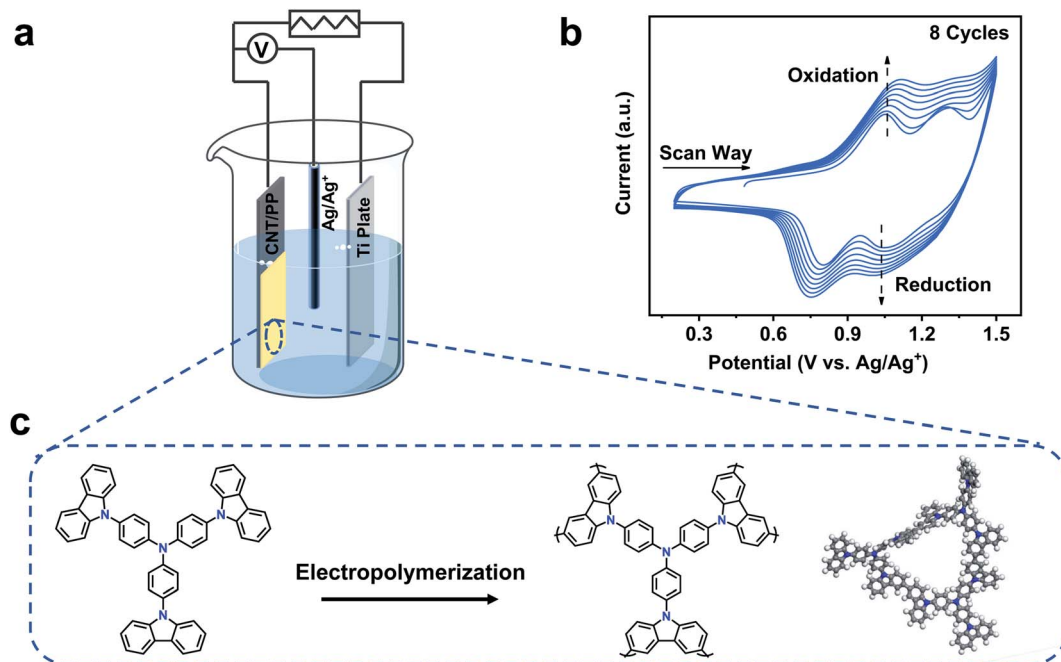 a
V
CNT/PP
Ag/Ag⁺
Ti Plate
b
8 Cycles
Oxidation
Scan Way
Reduction
Current (a.u.)
0.3 0.6 0.9 1.2 1.5
Potential (V vs. Ag/Ag⁺)
c
N
N
N
N
Electropolymerization
N
N
N
N